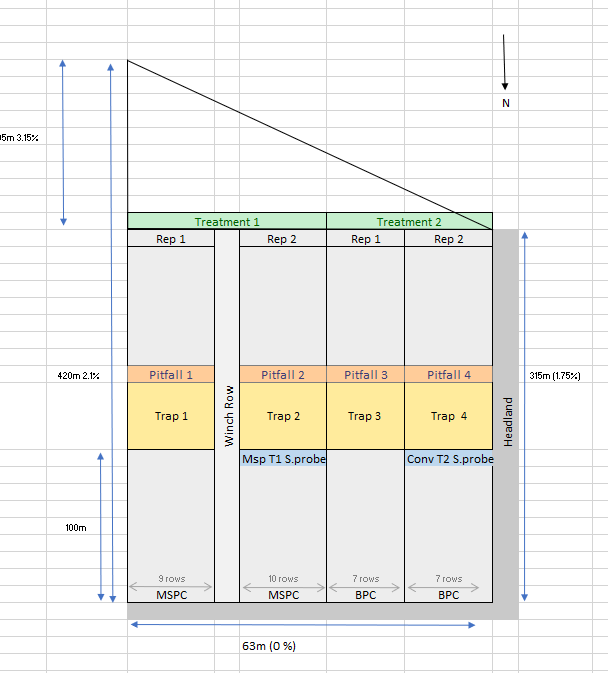 N
5m 3.15%
Treatment 1 Treatment 2
Rep 1 Rep 2 Rep 1 Rep 2
Pitfall 1 Pitfall 2 Pitfall 3 Pitfall 4
420m 2.1%
315m (1.75%)
Trap 1 Trap 2 Trap 3 Trap 4
Winch Row
Headland
Msp T1 S.probe Conv T2 S.probe
100m
9 rows 10 rows 7 rows 7 rows
MSPC MSPC BPC BPC
63m (0 %)